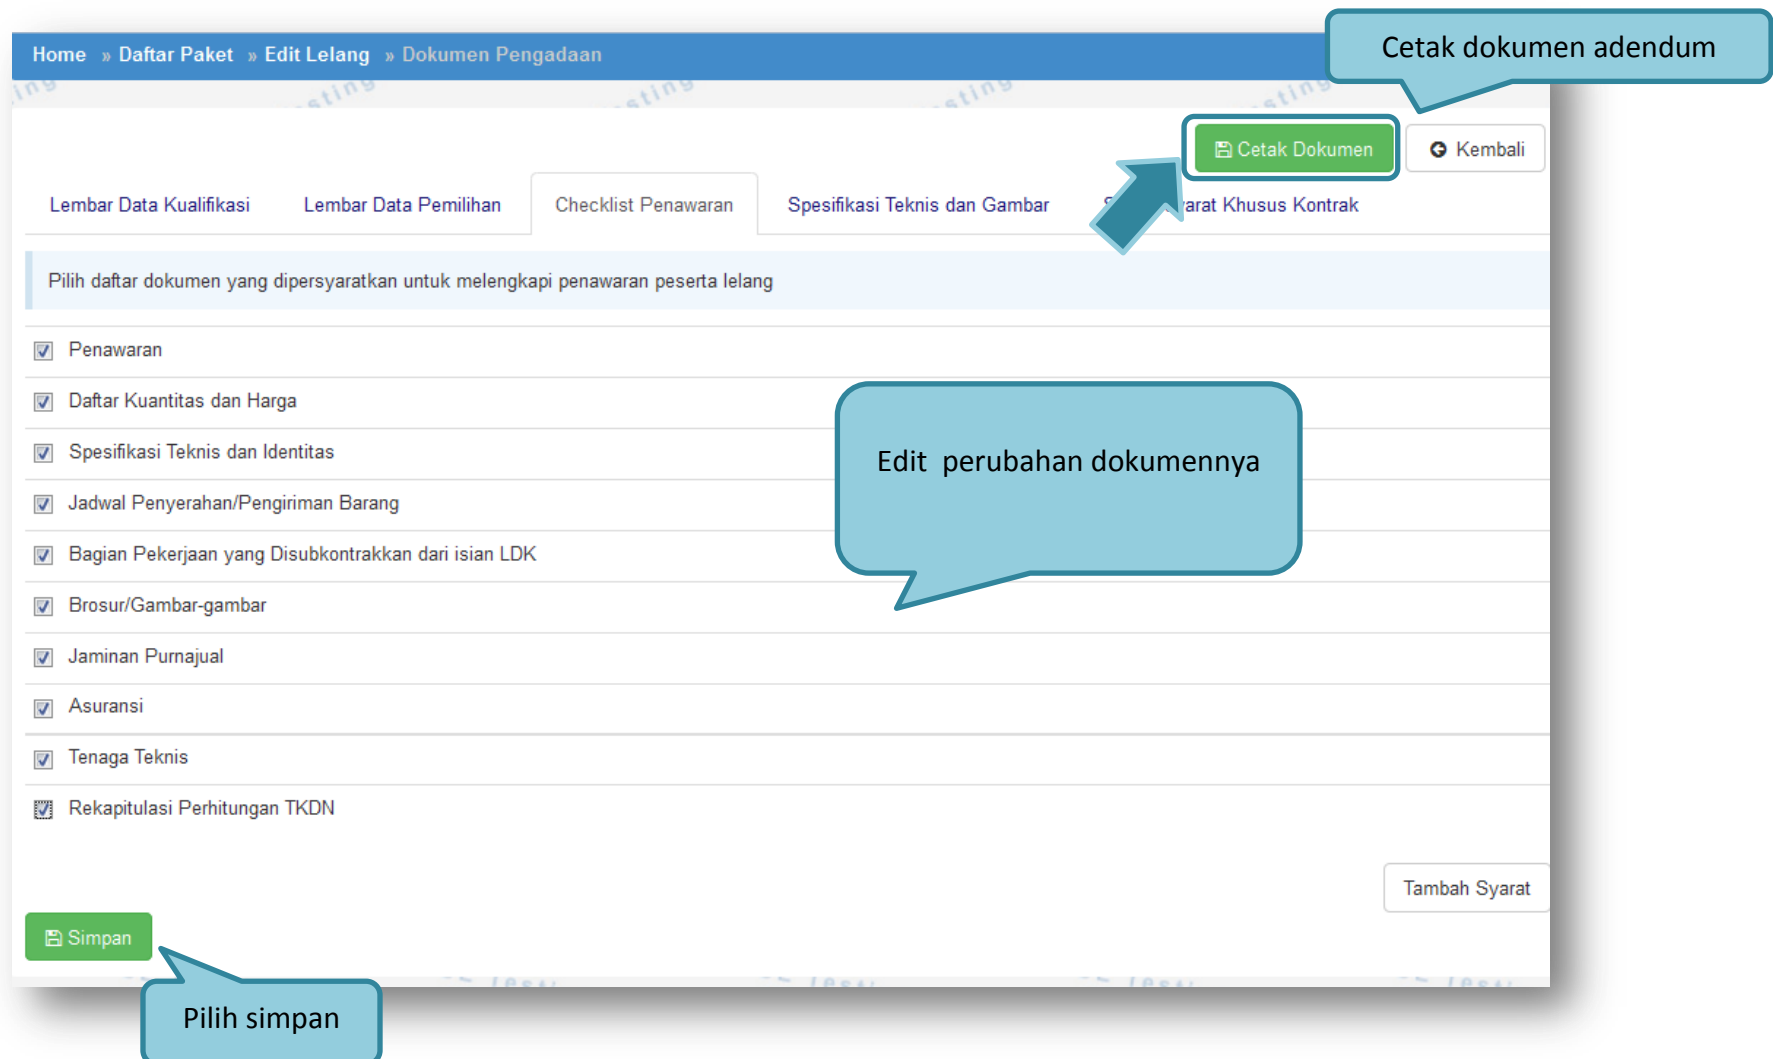 Cetak dokumen adendum
Home » Daftar Paket » Edit Lelang » Dokumen Pengadaan
Cetak Dokumen
Kembali
Lembar Data Kualifikasi
Lembar Data Pemilihan
Checklist Penawaran
Spesifikasi Teknis dan Gambar
Khusus Kontrak
Pilih daftar dokumen yang dipersyaratkan untuk melengkapi penawaran peserta lelang
Penawaran
Daftar Kuantitas dan Harga
Spesifikasi Teknis dan Identitas
Jadwal Penyerahan/Pengiriman Barang
Bagian Pekerjaan yang Disubkontrakkan dari isian LDK
Brosur/Gambar-gambar
Jaminan Purnajual
Asuransi
Tenaga Teknis
Rekapitulasi Perhitungan TKDN
Edit perubahan dokumennya
Tambah Syarat
Simpan
Pilih simpan